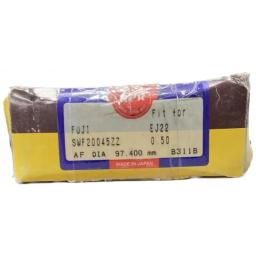 Fit for
FUJI EJ22
SWF20045ZZ 0.50
AF DIA 97.400 mm B311B
MADE IN JAPAN